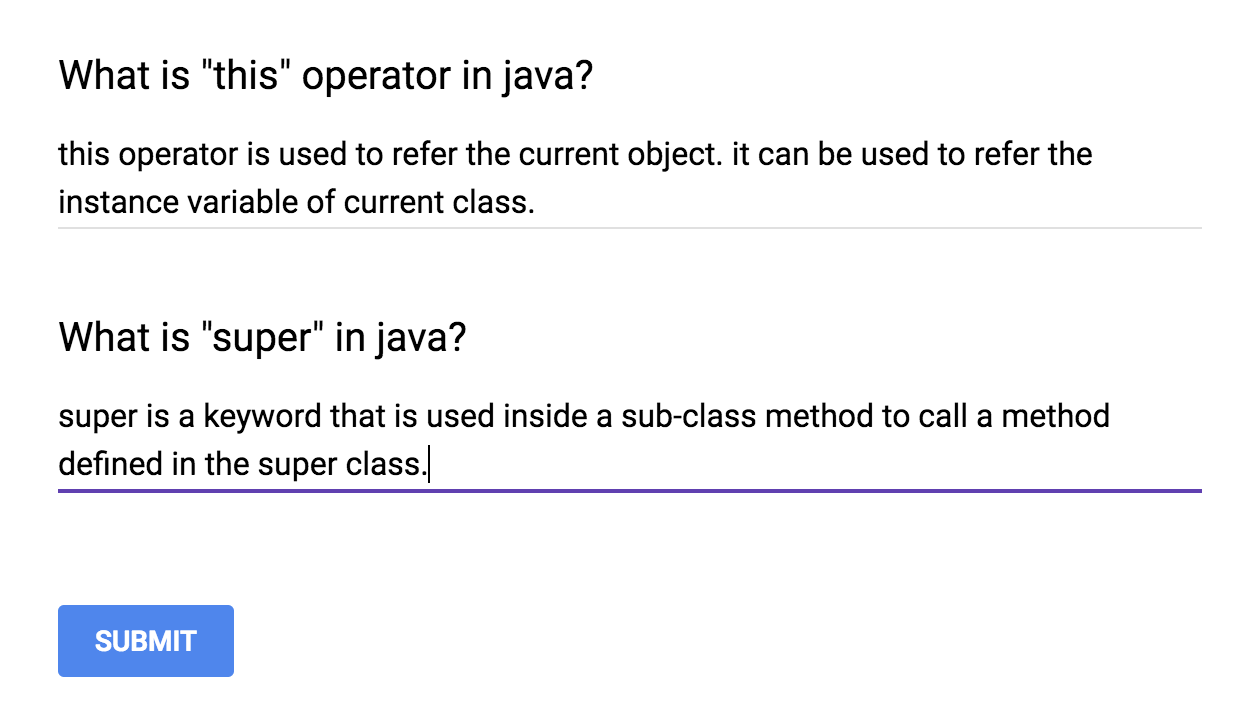 What is "this" operator in java?
this operator is used to refer the current object. it can be used to refer the
instance variable of current class.
What is "super" in java?
super is a keyword that is used inside a sub-class method to call a method
defined in the super class.
SUBMIT